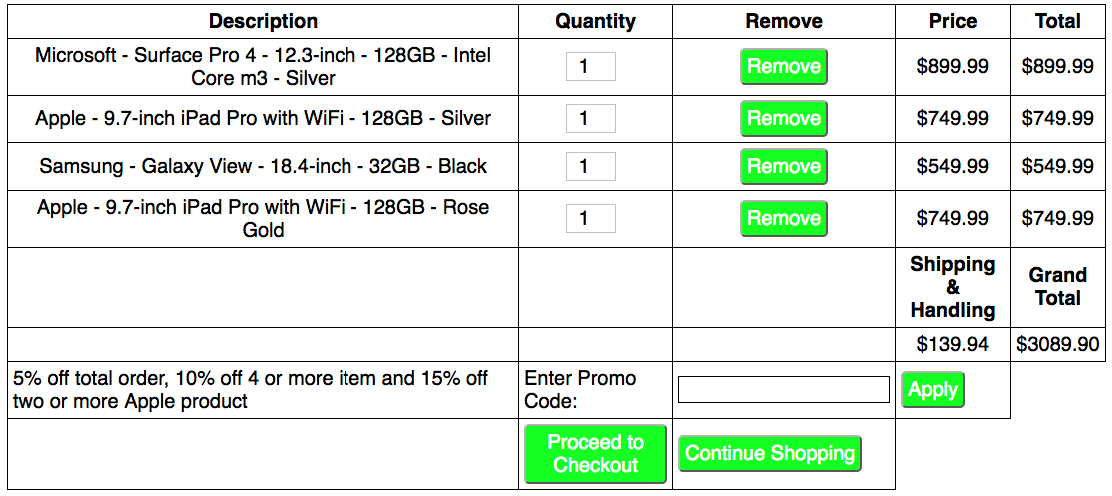 Description Quantity Remove Price Total
Microsoft - Surface Pro 4 - 12.3-inch - 128GB - Intel
Core m3 - Silver
1 Remove $899.99 $899.99
Apple - 9.7-inch iPad Pro with WiFi - 128GB - Silver 1 Remove $749.99 $749.99
Samsung - Galaxy View - 18.4-inch - 32GB - Black 1 Remove $549.99 $549.99
Apple - 9.7-inch iPad Pro with WiFi - 128GB - Rose
Gold
1 Remove $749.99 $749.99
Shipping
&
Handling
Grand
Total
$139.94 $3089.90
5% off total order, 10% off 4 or more item and 15% off
two or more Apple product
Enter Promo
Code:
Apply
Proceed to
Checkout
Continue Shopping